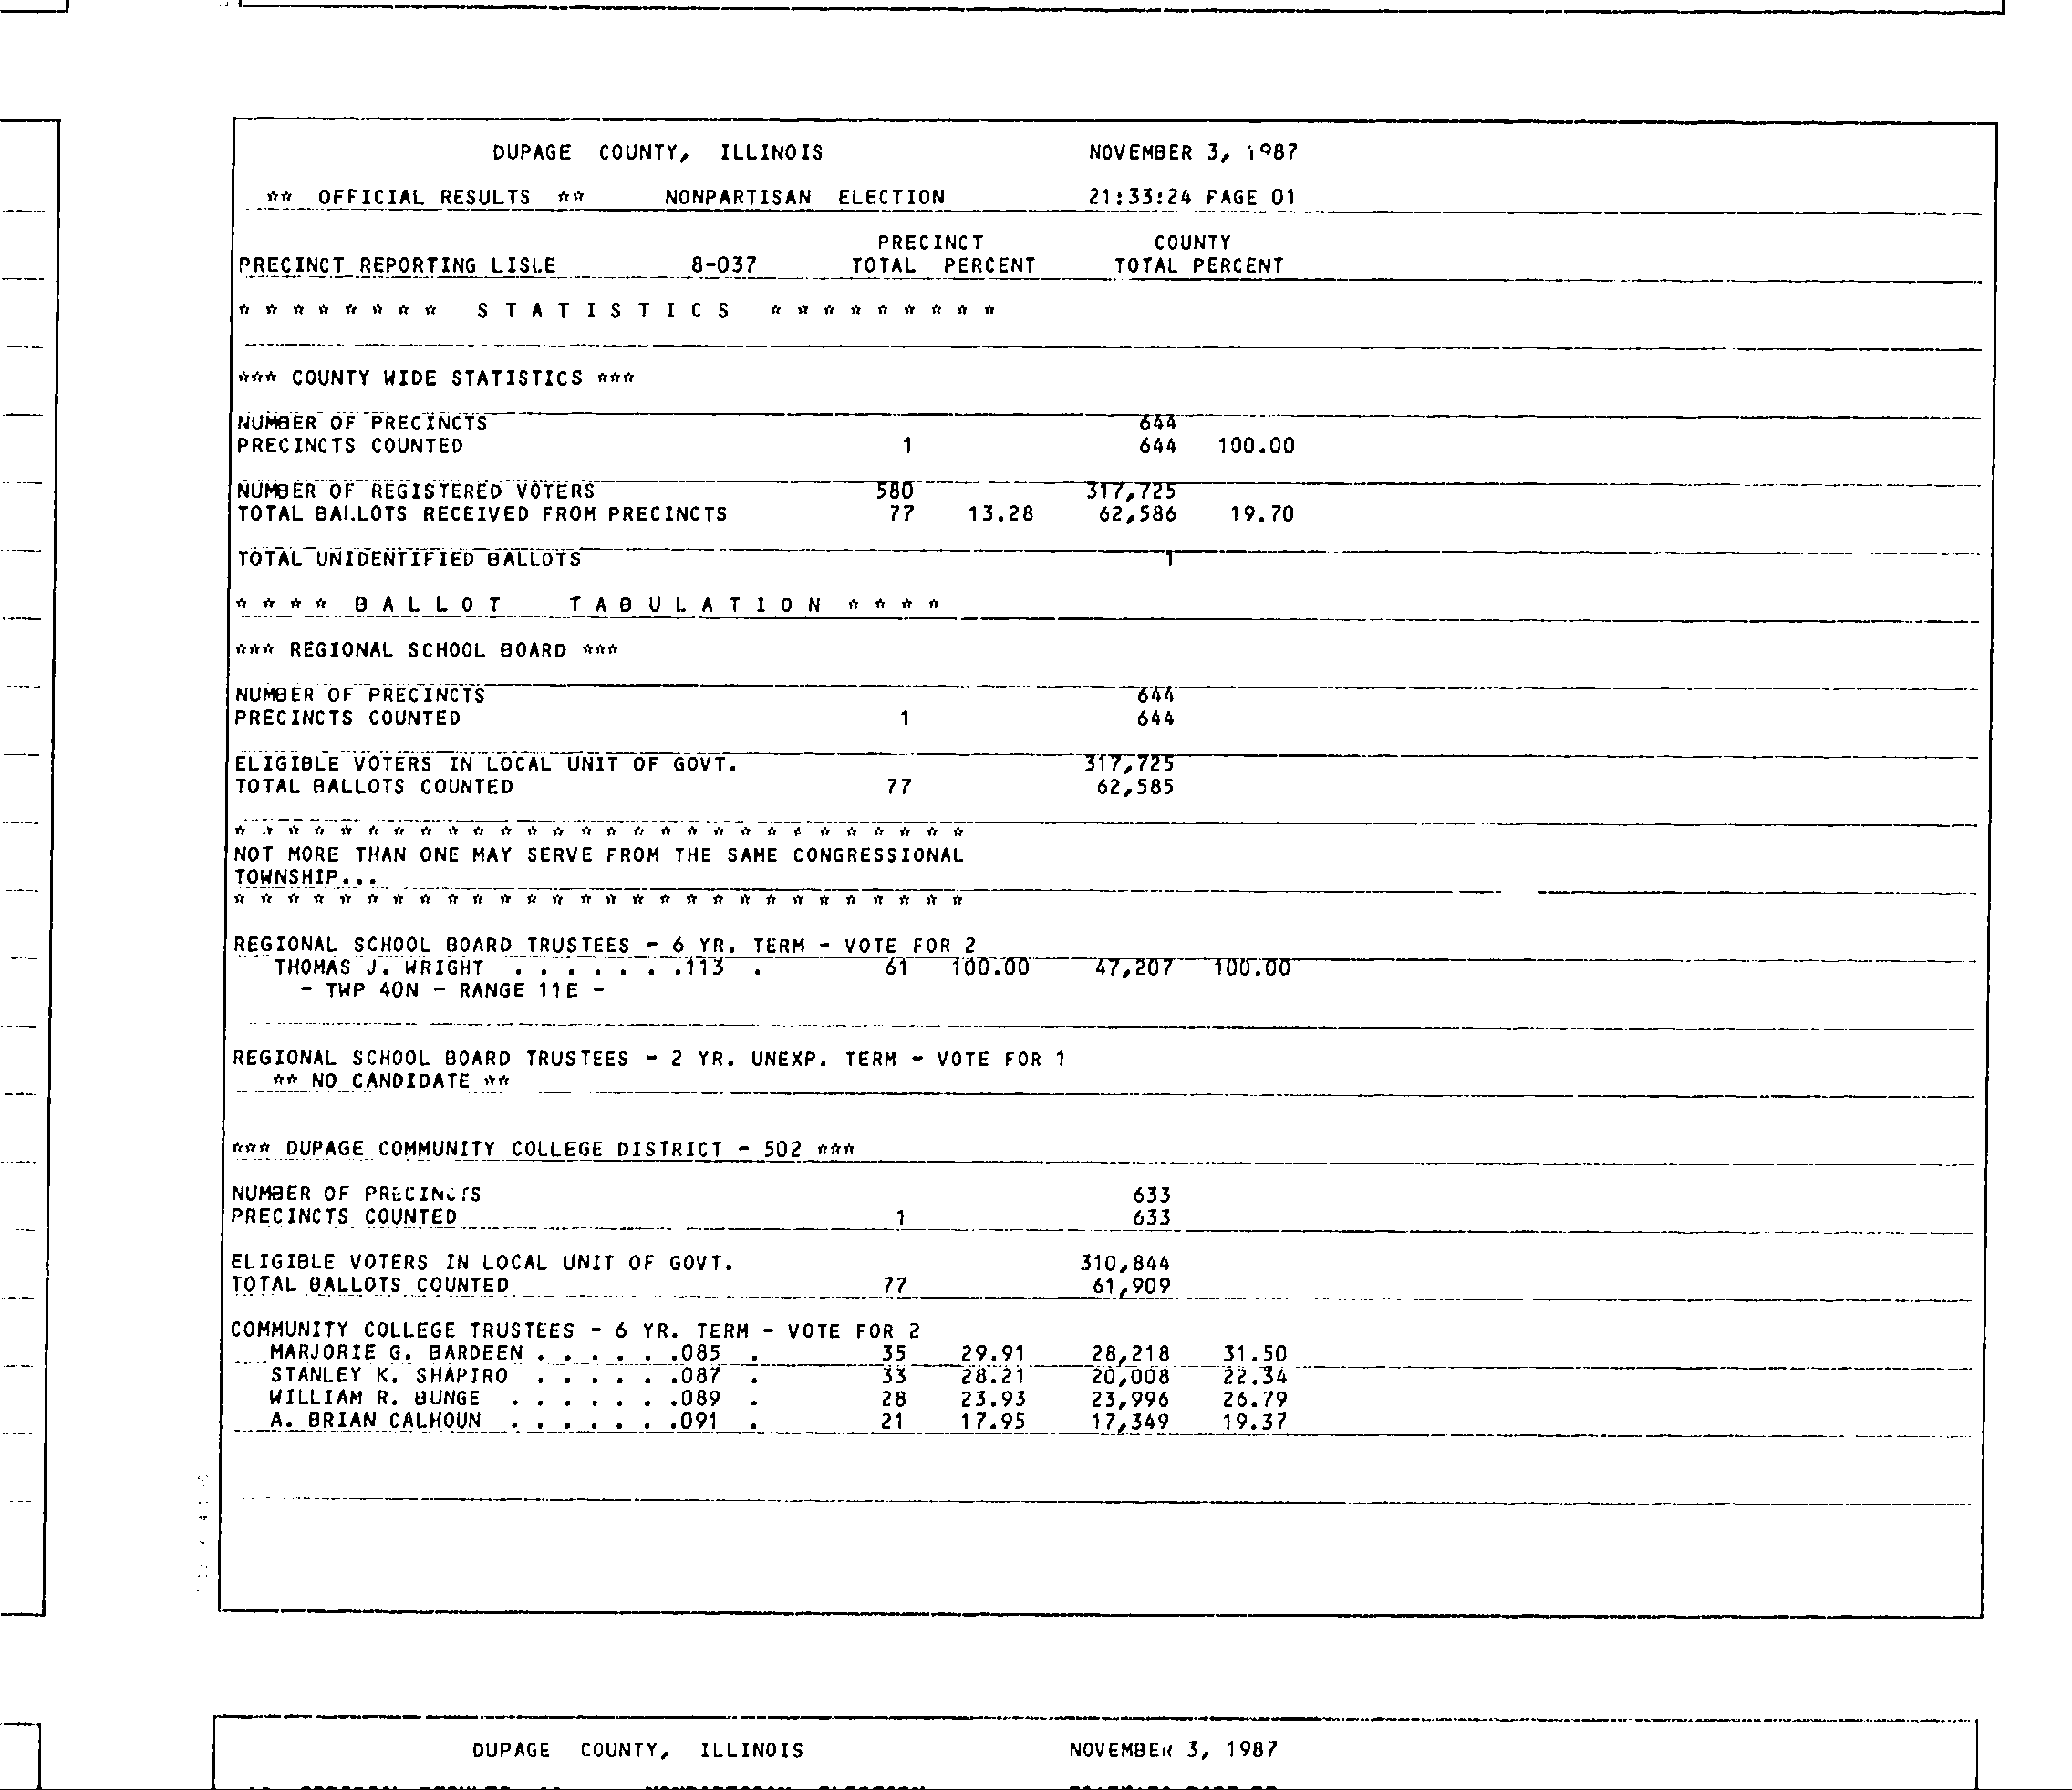 DUPAGE COUNTY, ILLINOIS NOVEMBER 3, 1987
** OFFICIAL RESULTS ** NONPARTISAN ELECTION 21:33:24 PAGE 01
PRECINCT COUNTY
PRECINCT REPORTING LISLE 8-037 TOTAL PERCENT TOTAL PERCENT
* * * * * * * * S T A T I S T I C S * * * * * * * * *
*** COUNTY WIDE STATISTICS ***
NUMBER OF PRECINCTS 644
PRECINCTS COUNTED 1 644 100.00
NUMBER OF REGISTERED VOTERS 580 317,725
TOTAL BALLOTS RECEIVED FROM PRECINCTS 77 13.28 62,586 19.70
TOTAL UNIDENTIFIED BALLOTS 1
* * * * B A L L O T T A B U L A T I O N * * * *
*** REGIONAL SCHOOL BOARD ***
NUMBER OF PRECINCTS 644
PRECINCTS COUNTED 1 644
ELIGIBLE VOTERS IN LOCAL UNIT OF GOVT. 317,725
TOTAL BALLOTS COUNTED 77 62,585
* * * * * * * * * * * * * * * * * * * * * * * * * * * *
NOT MORE THAN ONE MAY SERVE FROM THE SAME CONGRESSIONAL
TOWNSHIP...
* * * * * * * * * * * * * * * * * * * * * * * * * * * *
REGIONAL SCHOOL BOARD TRUSTEES - 6 YR. TERM - VOTE FOR 2
THOMAS J. WRIGHT . . . . . . .113 . 61 100.00 47,207 100.00
- TWP 40N - RANGE 11E -
REGIONAL SCHOOL BOARD TRUSTEES - 2 YR. UNEXP. TERM - VOTE FOR 1
** NO CANDIDATE **
*** DUPAGE COMMUNITY COLLEGE DISTRICT - 502 ***
NUMBER OF PRECINCTS 633
PRECINCTS COUNTED 1 633
ELIGIBLE VOTERS IN LOCAL UNIT OF GOVT. 310,844
TOTAL BALLOTS COUNTED 77 61,909
COMMUNITY COLLEGE TRUSTEES - 6 YR. TERM - VOTE FOR 2
MARJORIE G. BARDEEN . . . . . .085 . 35 29.91 28,218 31.50
STANLEY K. SHAPIRO . . . . . .087 . 33 28.21 20,008 22.34
WILLIAM R. BUNGE . . . . . . .089 . 28 23.93 23,996 26.79
A. BRIAN CALHOUN . . . . . . .091 . 21 17.95 17,349 19.37
DUPAGE COUNTY, ILLINOIS NOVEMBER 3, 1987